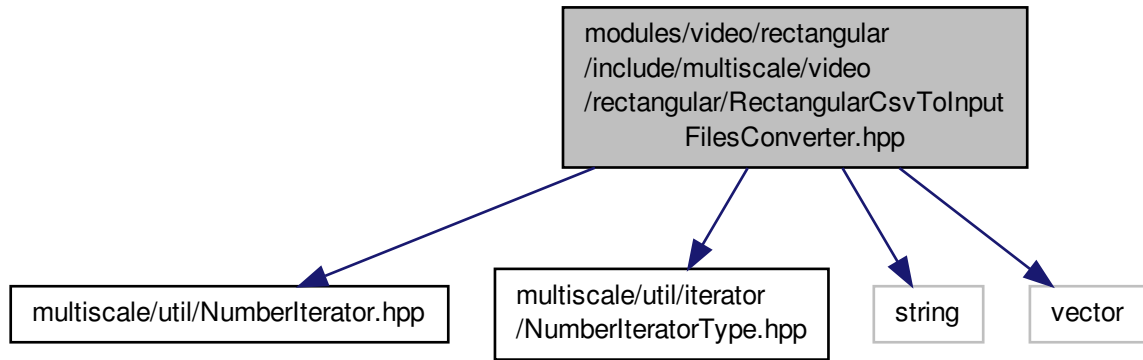 modules/video/rectangular
/include/multiscale/video
/rectangular/RectangularCsvToInput
FilesConverter.hpp
multiscale/util/NumberIterator.hpp
multiscale/util/iterator
/NumberIteratorType.hpp
string
vector